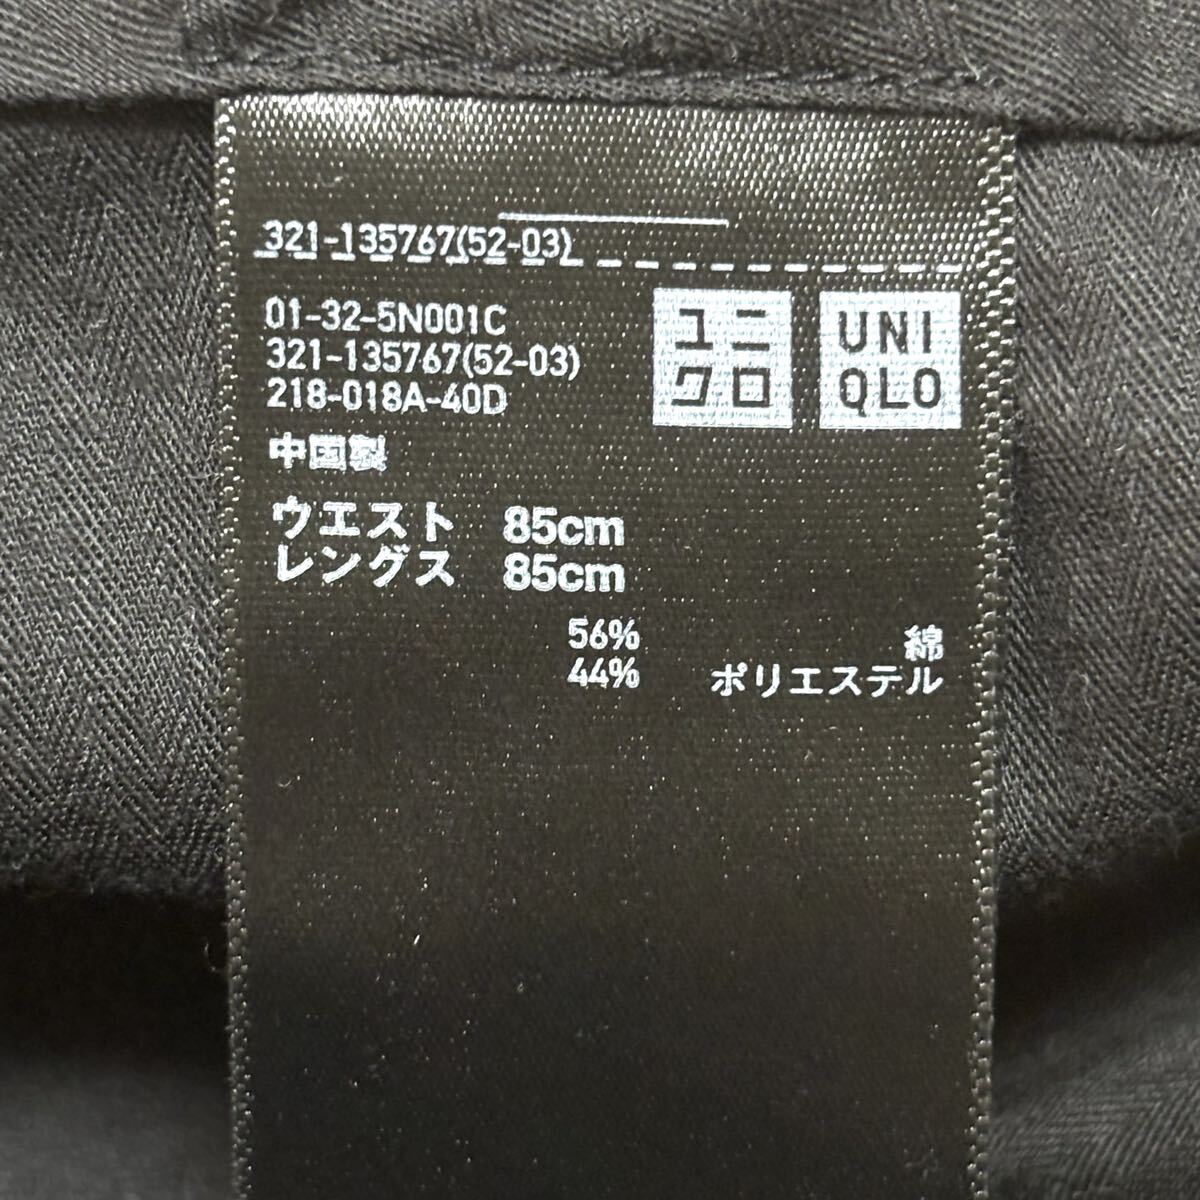 321-135767(52-03)
01-32-5N001C
321-135767(52-03)
218-018A-40D
ユニ
クロ
UNI
QLO
中国製
ウエスト 85cm
レングス 85cm
56% 綿
44% ポリエステル